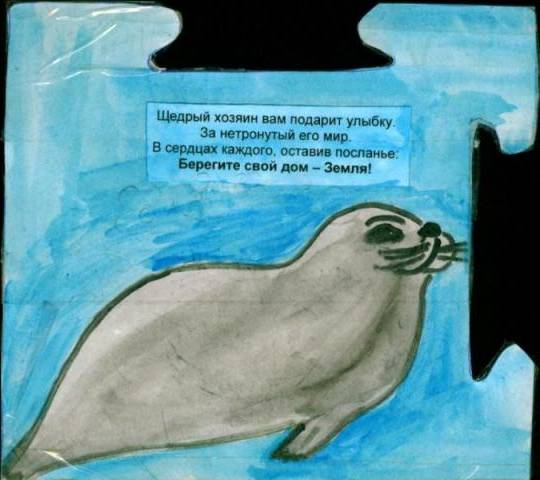 Щедрый хозяин вам подарит улыбку.
За нетронутый его мир.
В сердцах каждого, оставив посланье:
Берегите свой дом – Земля!